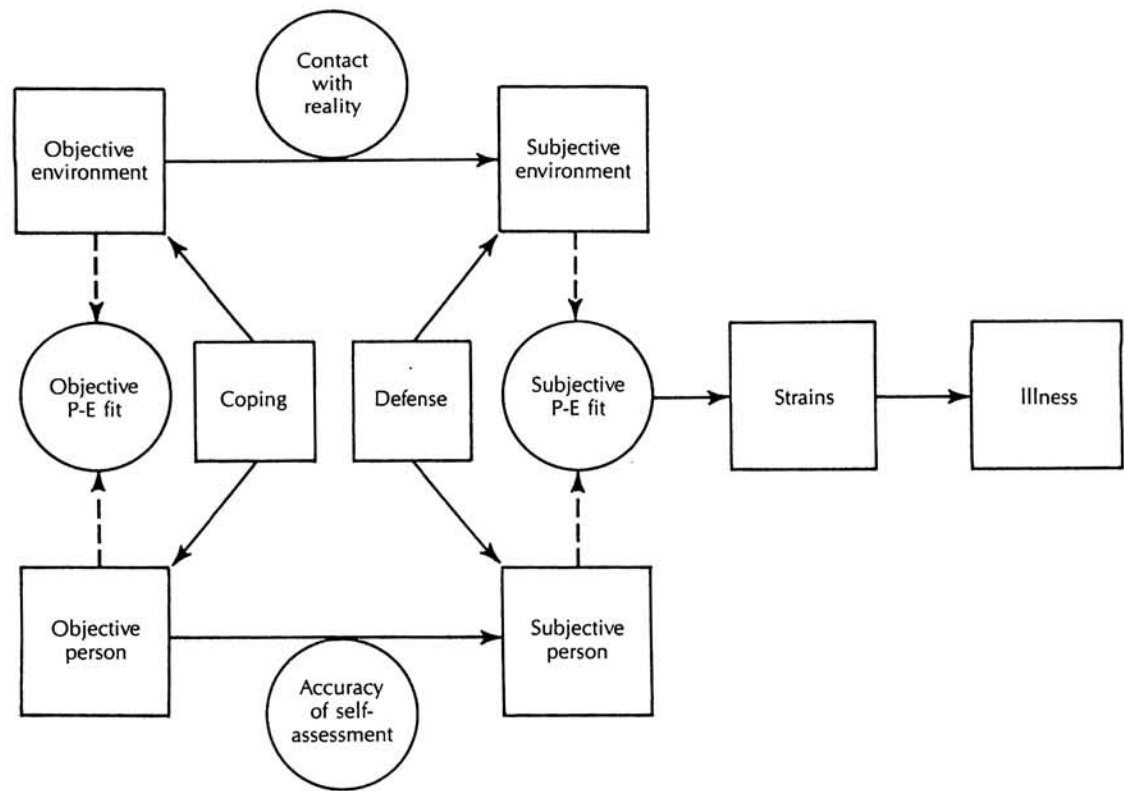 Contact
with
reality
Objective
environment
Subjective
environment
Objective
P-E fit
Coping
Defense
Subjective
P-E fit
Strains
Illness
Objective
person
Subjective
person
Accuracy
of self-
assessment